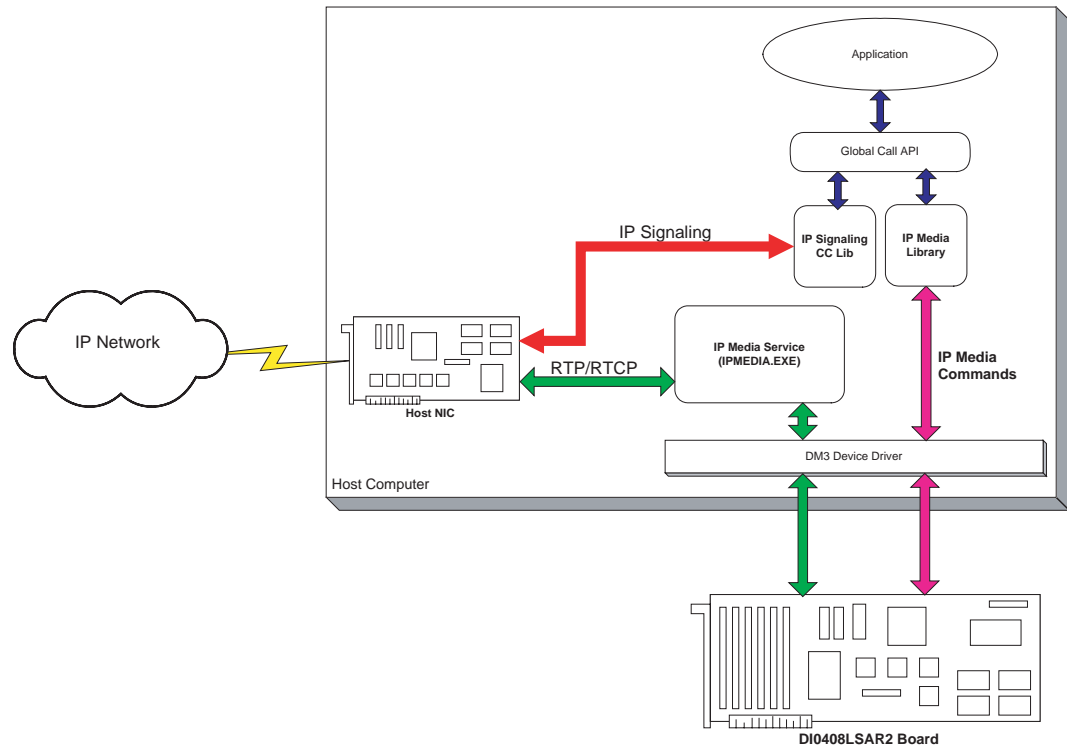 Application
Global Call API
IP Signaling
CC Lib
IP Media
Library
IP Signaling
IP Network
IP Media Service
(IPMEDIA.EXE)
IP Media
Commands
RTP/RTCP
Host NIC
DM3 Device Driver
Host Computer
DI0408LSAR2 Board